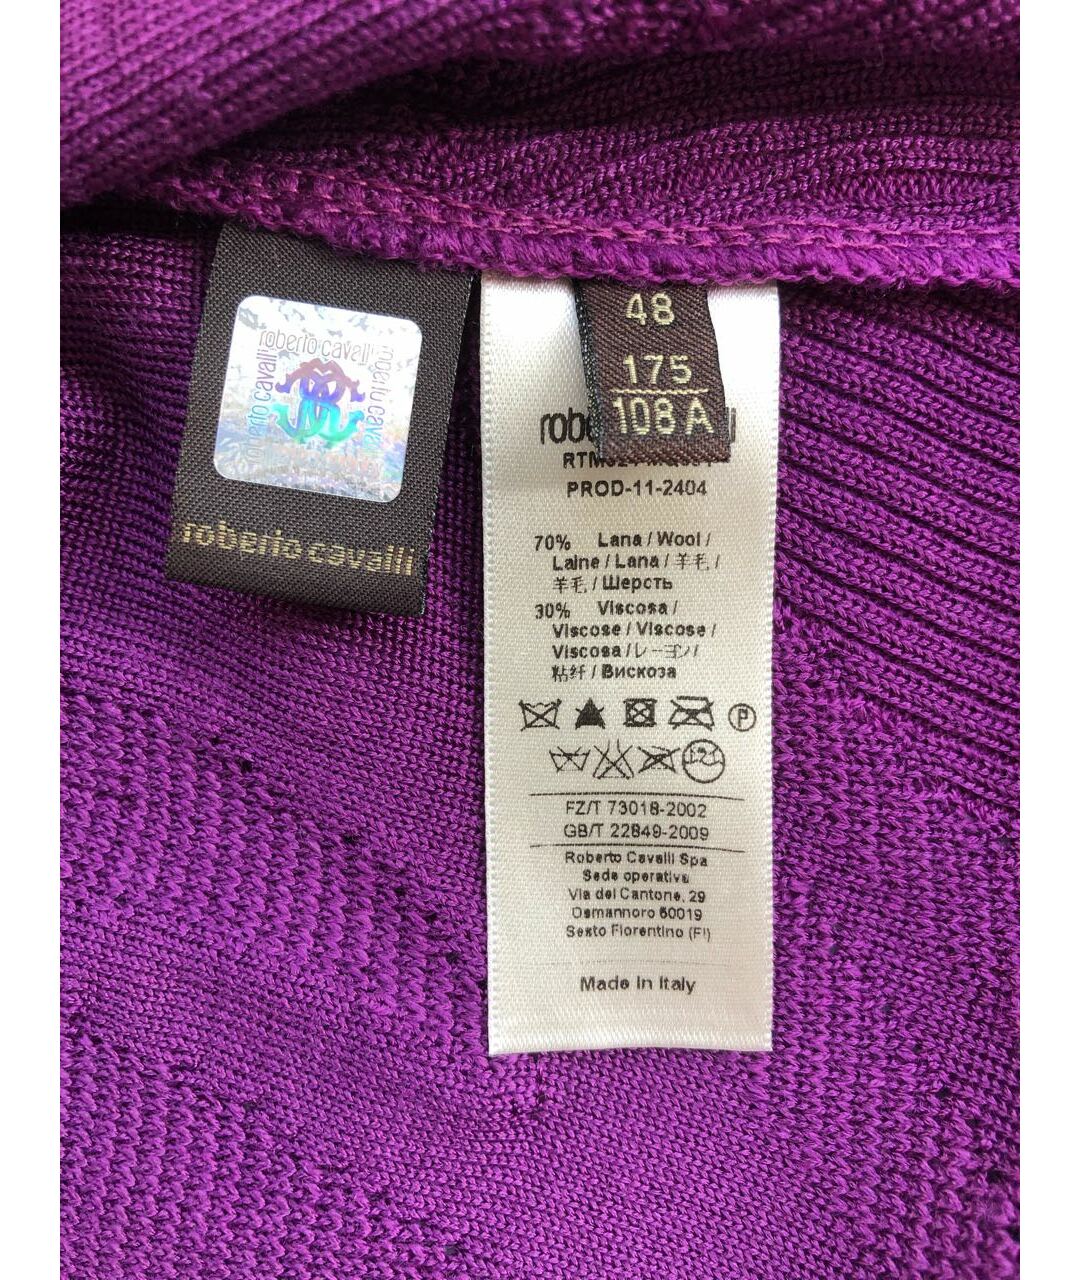 roberto cavalli
roberto cavalli
roberto cavalli
roberto cavalli
roberto cavalli
48
175
108 A
PROD-11-2404
70% Lana / Wool /
Laine / Lana / 羊毛 /
羊毛 / Шерсть
30% Viscosa /
Viscose / Viscose /
Viscosa / レーヨン /
粘纤 / Вискоза
P
FZ/T 73018-2002
GB/T 22849-2009
Roberto Cavalli Spa
Sede operativa
Via del Cantone, 29
Osmannoro 50019
Sesto Fiorentino (FI)
Made In Italy